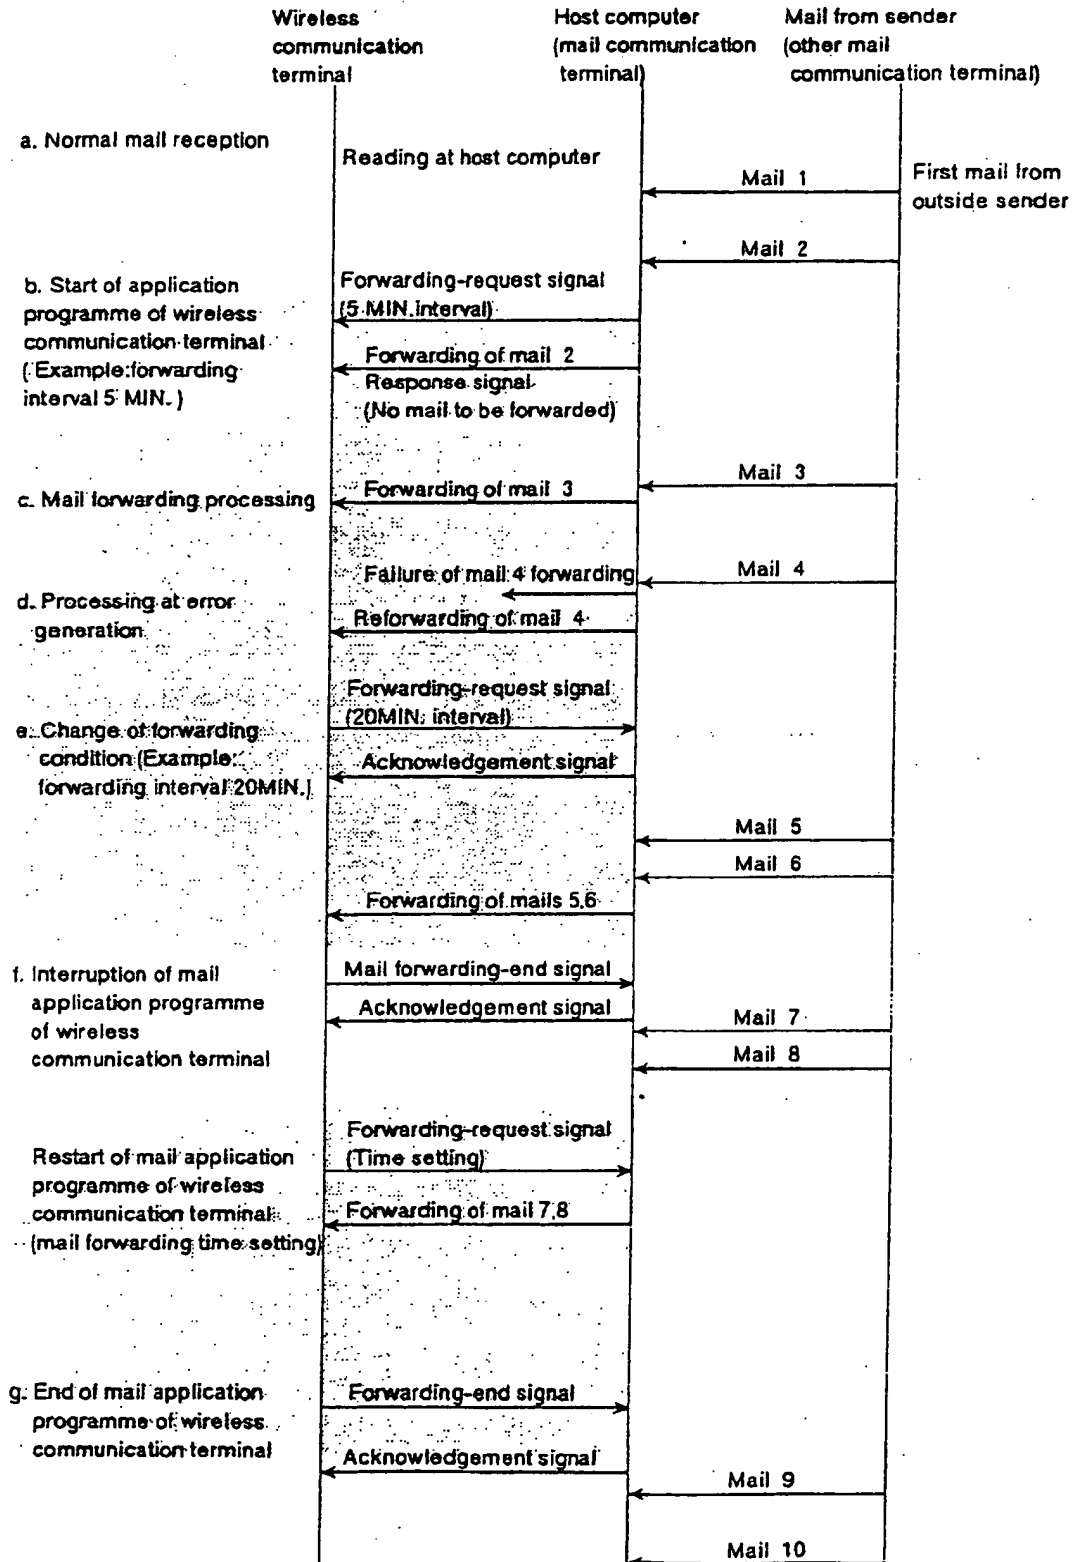 Wireless
communication
terminal
Host computer
(mail communication
terminal)
Mail from sender
(other mail
communication terminal)
a. Normal mail reception
Reading at host computer
Mail 1
First mail from
outside sender
Mail 2
b. Start of application
programme of wireless
communication terminal
(Example:forwarding
interval 5 MIN.)
Forwarding-request signal
(5 MIN.interval)
Forwarding of mail 2
Response signal
(No mail to be forwarded)
Mail 3
c. Mail forwarding processing
Forwarding of mail 3
Failure of mail 4 forwarding
Mail 4
d. Processing at error
generation
Reforwarding of mail 4
Forwarding-request signal
(20MIN. interval)
e. Change of forwarding
condition (Example:
forwarding interval 20MIN.)
Acknowledgement signal
Mail 5
Mail 6
Forwarding of mails 5,6
f. Interruption of mail
application programme
of wireless
communication terminal
Mail forwarding-end signal
Acknowledgement signal
Mail 7
Mail 8
Forwarding-request signal
(Time setting)
Restart of mail application
programme of wireless
communication terminal
(mail forwarding time setting)
Forwarding of mail 7,8
g. End of mail application
programme of wireless
communication terminal
Forwarding-end signal
Acknowledgement signal
Mail 9
Mail 10